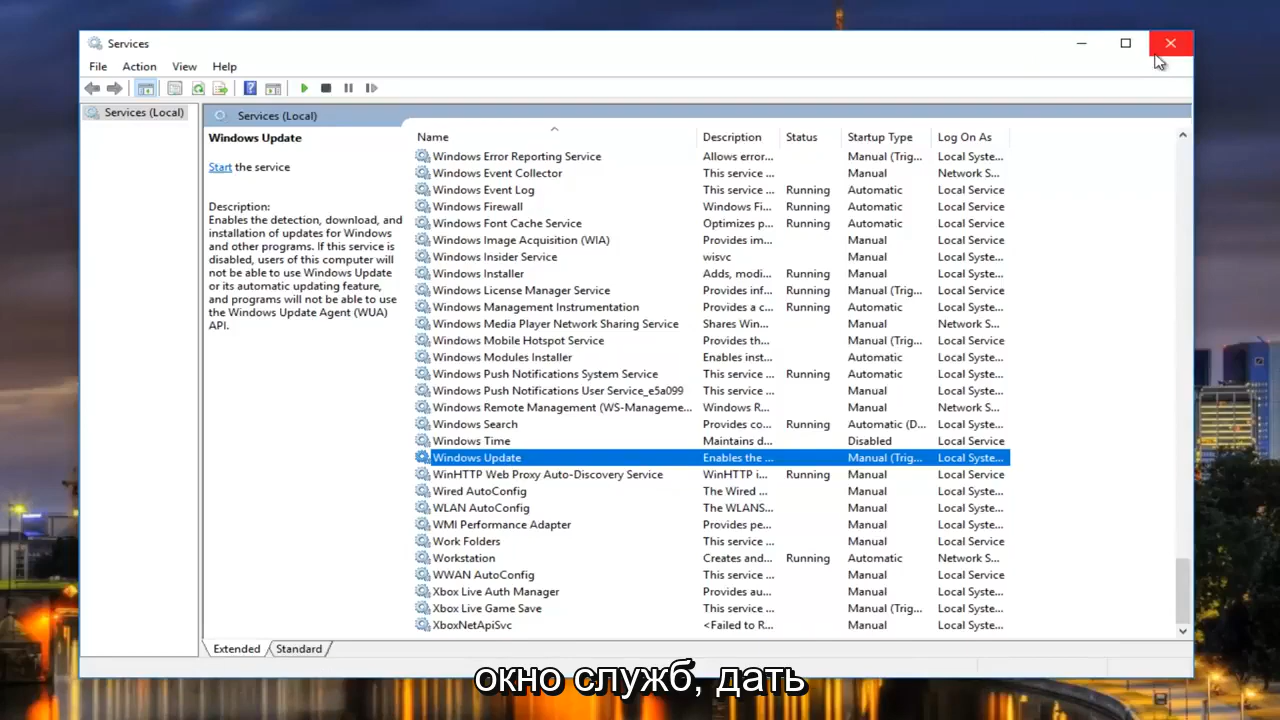 Services
File Action View Help
Services (Local)
Services (Local)
Windows Update
Start the service
Description:
Enables the detection, download, and
installation of updates for Windows
and other programs. If this service is
disabled, users of this computer will
not be able to use Windows Update
or its automatic updating feature,
and programs will not be able to use
the Windows Update Agent (WUA)
API.
Name Description Status Startup Type Log On As
Windows Error Reporting Service Allows error... Manual (Trig... Local Syste...
Windows Event Collector This service ... Manual Network S...
Windows Event Log This service ... Running Automatic Local Service
Windows Firewall Windows Fi... Running Automatic Local Service
Windows Font Cache Service Optimizes p... Running Automatic Local Service
Windows Image Acquisition (WIA) Provides im... Manual Local Service
Windows Insider Service wisvc Manual Local Syste...
Windows Installer Adds, modi... Running Manual Local Syste...
Windows License Manager Service Provides inf... Running Manual (Trig... Local Service
Windows Management Instrumentation Provides a c... Running Automatic Local Syste...
Windows Media Player Network Sharing Service Shares Win... Manual Network S...
Windows Mobile Hotspot Service Provides th... Manual (Trig... Local Service
Windows Modules Installer Enables inst... Automatic Local Syste...
Windows Push Notifications System Service This service ... Running Automatic Local Syste...
Windows Push Notifications User Service_e5a099 This service ... Manual Local Syste...
Windows Remote Management (WS-Manageme... Windows R... Manual Network S...
Windows Search Provides co... Running Automatic (D... Local Syste...
Windows Time Maintains d... Disabled Local Service
Windows Update Enables the ... Manual (Trig... Local Syste...
WinHTTP Web Proxy Auto-Discovery Service WinHTTP i... Running Manual Local Service
Wired AutoConfig The Wired ... Manual Local Syste...
WLAN AutoConfig The WLANS... Manual Local Syste...
WMI Performance Adapter Provides pe... Manual Local Syste...
Work Folders This service ... Manual Local Service
Workstation Creates and... Running Automatic Network S...
WWAN AutoConfig This service ... Manual Local Service
Xbox Live Auth Manager Provides au... Manual Local Syste...
Xbox Live Game Save This service ... Manual (Trig... Local Syste...
XboxNetApiSvc <Failed to R... Manual Local Syste...
Extended Standard
окно служб, дать